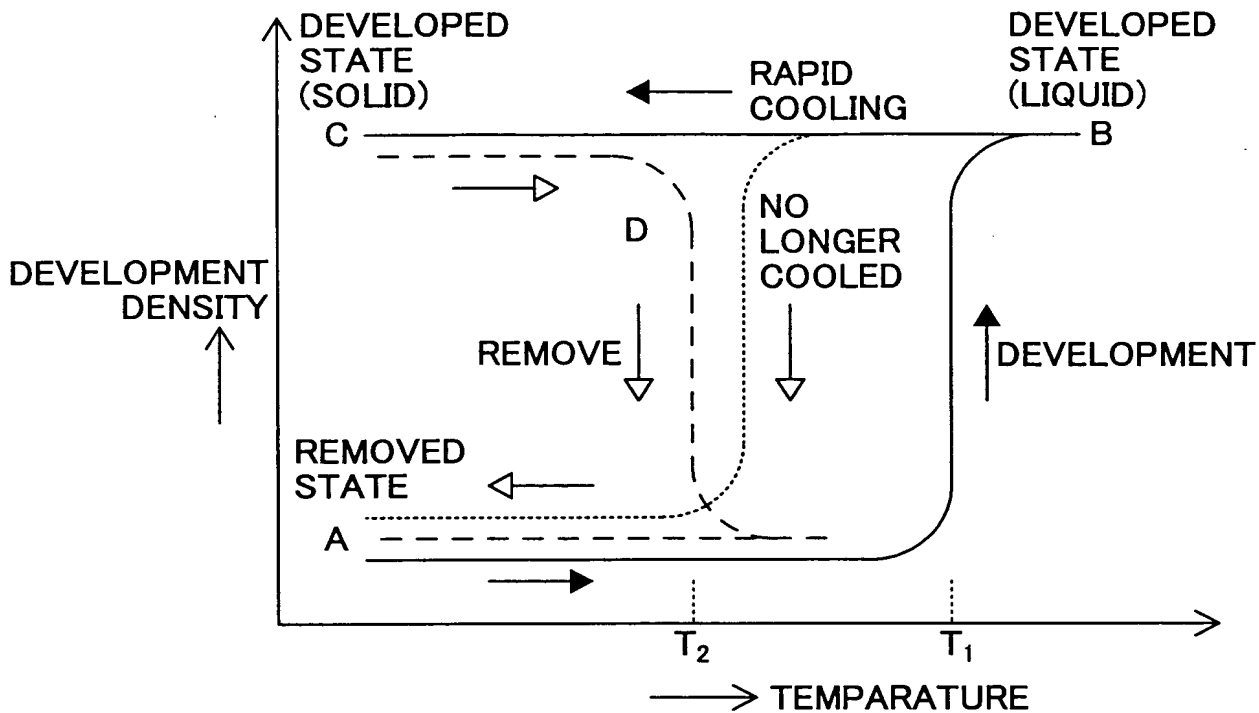 DEVELOPED
STATE
(SOLID)
DEVELOPED
STATE
(LIQUID)
RAPID
COOLING
C
B
D
NO
LONGER
COOLED
DEVELOPMENT
DENSITY
REMOVE
DEVELOPMENT
REMOVED
STATE
A
T2
T1
TEMPARATURE